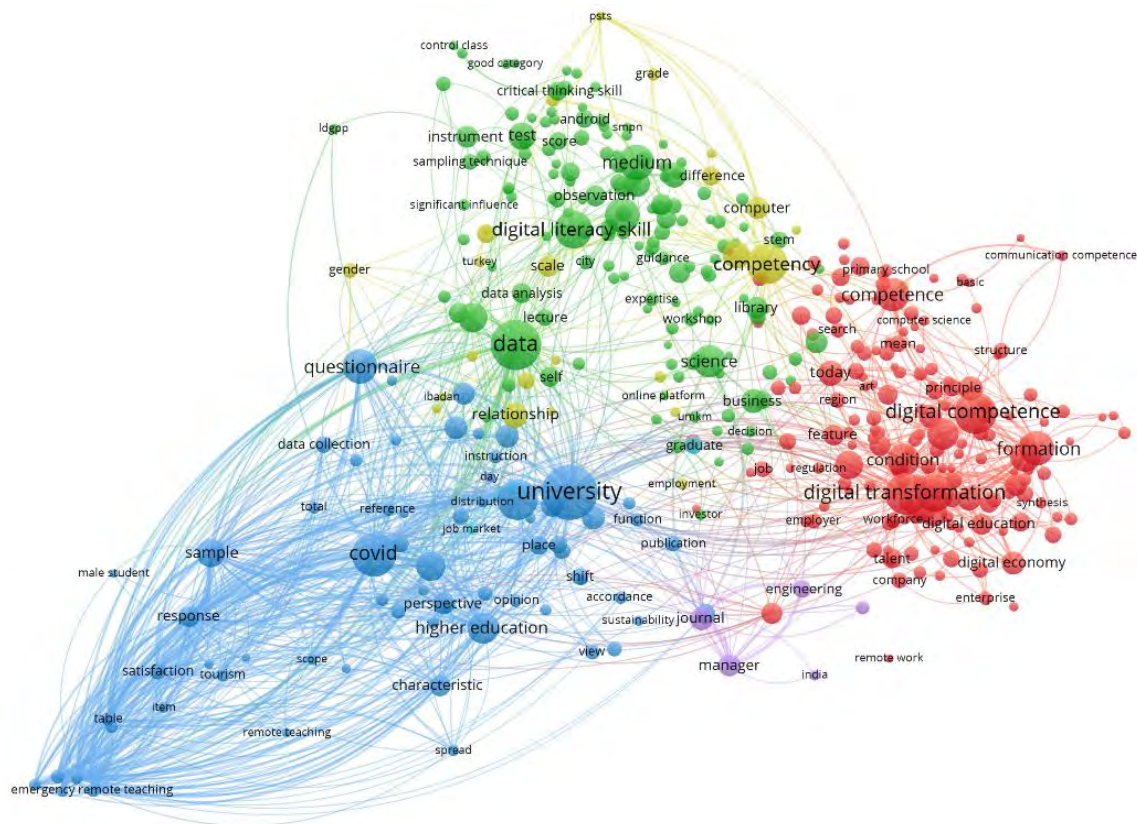 psts
control class
good category
grade
critical thinking skill
android
smpn
ldgpp
instrument
test
score
sampling technique
medium
difference
observation
significant influence
computer
digital literacy skill
stem
turkey
city
guidance
gender
scale
competency
communication competence
primary school
basic
data analysis
expertise
library
competence
lecture
workshop
search
computer science
data
mean
structure
questionnaire
science
today
self
art
principle
online platform
ibadan
region
relationship
umkm
business
digital competence
decision
data collection
graduate
feature
instruction
formation
condition
job
regulation
day
employment
university
digital transformation
total
reference
distribution
synthesis
investor
function
employer
workforce
digital education
job market
sample
covid
place
publication
talent
digital economy
male student
shift
company
engineering
perspective
opinion
accordance
enterprise
response
higher education
sustainability
journal
view
remote work
scope
manager
satisfaction
tourism
india
characteristic
item
table
remote teaching
spread
emergency remote teaching